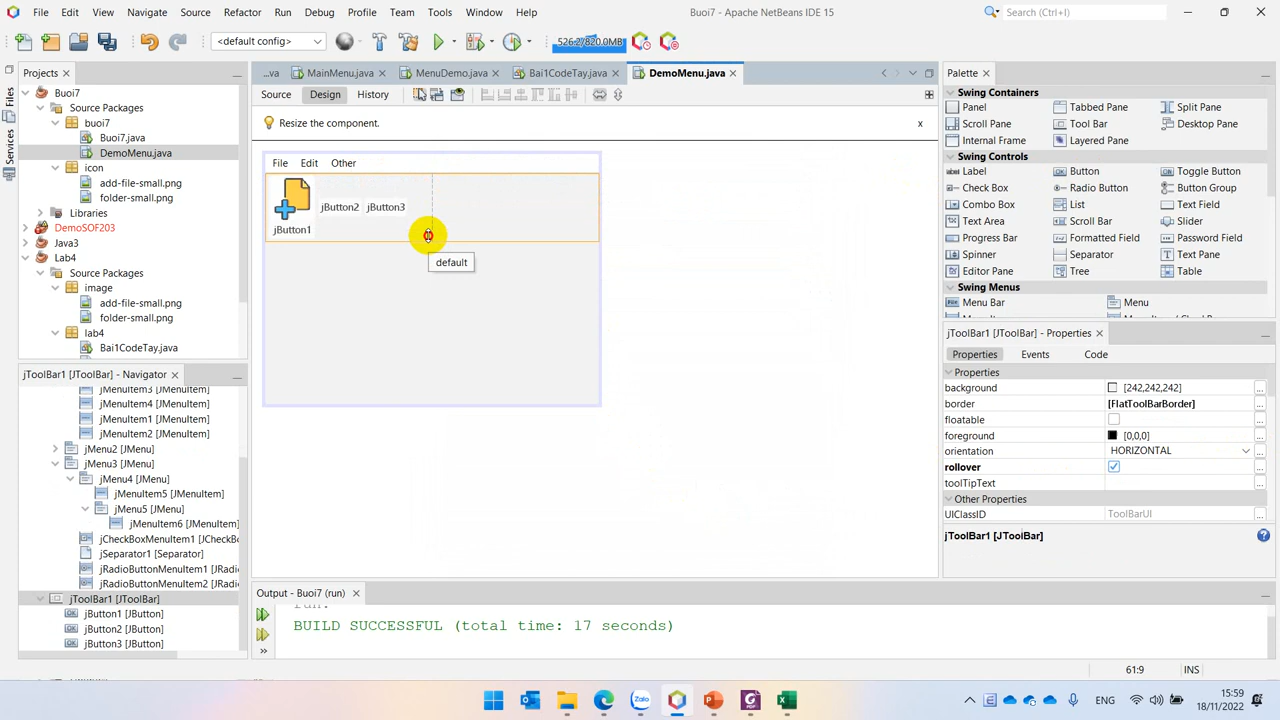 File Edit View Navigate Source Refactor Run Debug Profile Team Tools Window Help
Buoi7 - Apache NetBeans IDE 15
Search (Ctrl+I)
<default config>
526.2/820.0MB
Projects
Files
Services
Buoi7
Source Packages
buoi7
Buoi7.java
DemoMenu.java
icon
add-file-small.png
folder-small.png
Libraries
DemoSOF203
Java3
Lab4
Source Packages
image
add-file-small.png
folder-small.png
lab4
Bai1CodeTay.java
jToolBar1 [JToolBar] - Navigator
jMenuItem3 [JMenuItem]
jMenuItem4 [JMenuItem]
jMenuItem1 [JMenuItem]
jMenuItem2 [JMenuItem]
jMenu2 [JMenu]
jMenu3 [JMenu]
jMenu4 [JMenu]
jMenuItem5 [JMenuItem]
jMenu5 [JMenu]
jMenuItem6 [JMenuItem]
jCheckBoxMenuItem1 [JCheckBo
jSeparator1 [Separator]
jRadioButtonMenuItem1 [JRadio
jRadioButtonMenuItem2 [JRadio
jToolBar1 [JToolBar]
jButton1 [JButton]
jButton2 [JButton]
jButton3 [JButton]
...va MainMenu.java MenuDemo.java Bai1CodeTay.java DemoMenu.java
Source Design History
Resize the component.
x
File Edit Other
jButton2 jButton3
jButton1
default
Output - Buoi7 (run)
run:
BUILD SUCCESSFUL (total time: 17 seconds)
Palette
Swing Containers
Panel Tabbed Pane Split Pane
Scroll Pane Tool Bar Desktop Pane
Internal Frame Layered Pane
Swing Controls
Label Button Toggle Button
Check Box Radio Button Button Group
Combo Box List Text Field
Text Area Scroll Bar Slider
Progress Bar Formatted Field Password Field
Spinner Separator Text Pane
Editor Pane Tree Table
Swing Menus
Menu Bar Menu
jToolBar1 [JToolBar] - Properties
Properties Events Code
Properties
background [242,242,242] ...
border [FlatToolBarBorder] ...
floatable ...
foreground [0,0,0] ...
orientation HORIZONTAL ...
rollover ...
toolTipText ...
Other Properties
UIClassID ToolBarUI ...
jToolBar1 [JToolBar]
61:9 INS
ENG
15:59
18/11/2022